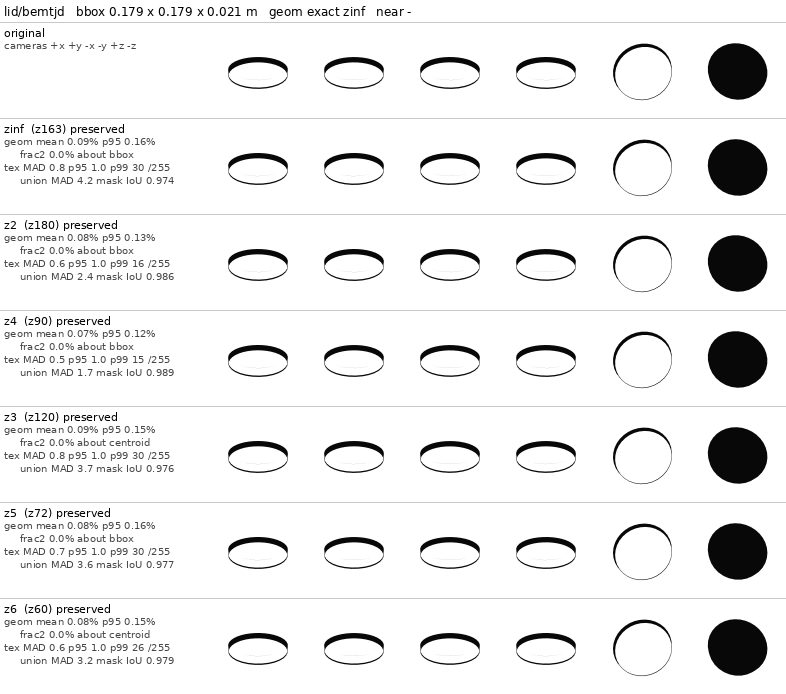 lid/bemtjd bbox 0.179 x 0.179 x 0.021 m geom exact zinf near -
original
cameras +x +y -x -y +z -z
zinf (z163) preserved
geom mean 0.09% p95 0.16%
frac2 0.0% about bbox
tex MAD 0.8 p95 1.0 p99 30 /255
union MAD 4.2 mask IoU 0.974
z2 (z180) preserved
geom mean 0.08% p95 0.13%
frac2 0.0% about bbox
tex MAD 0.6 p95 1.0 p99 16 /255
union MAD 2.4 mask IoU 0.986
z4 (z90) preserved
geom mean 0.07% p95 0.12%
frac2 0.0% about bbox
tex MAD 0.5 p95 1.0 p99 15 /255
union MAD 1.7 mask IoU 0.989
z3 (z120) preserved
geom mean 0.09% p95 0.15%
frac2 0.0% about centroid
tex MAD 0.8 p95 1.0 p99 30 /255
union MAD 3.7 mask IoU 0.976
z5 (z72) preserved
geom mean 0.08% p95 0.16%
frac2 0.0% about bbox
tex MAD 0.7 p95 1.0 p99 30 /255
union MAD 3.6 mask IoU 0.977
z6 (z60) preserved
geom mean 0.08% p95 0.15%
frac2 0.0% about centroid
tex MAD 0.6 p95 1.0 p99 26 /255
union MAD 3.2 mask IoU 0.979